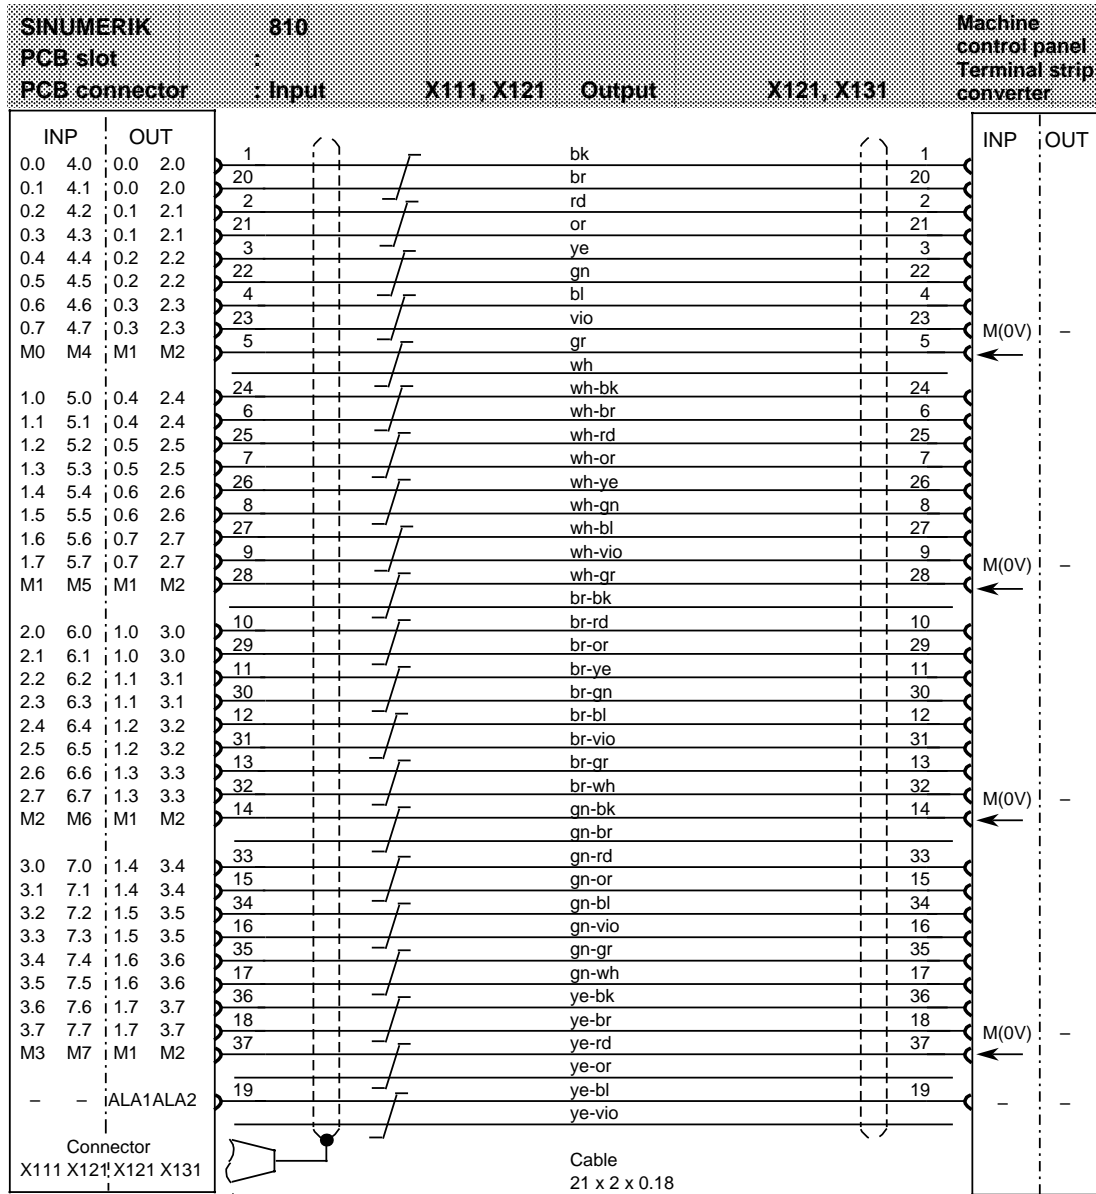 SINUMERIK 810 Machine
control panel
PCB slot : Terminal strip
PCB connector : Input X111, X121 Output X121, X131 converter
INP OUT INP OUT
0.0 4.0 0.0 2.0 1 bk 1
0.1 4.1 0.0 2.0 20 br 20
0.2 4.2 0.1 2.1 2 rd 2
0.3 4.3 0.1 2.1 21 or 21
0.4 4.4 0.2 2.2 3 ye 3
0.5 4.5 0.2 2.2 22 gn 22
0.6 4.6 0.3 2.3 4 bl 4
0.7 4.7 0.3 2.3 23 vio 23
M0 M4 M1 M2 5 gr 5 M(0V) –
wh
1.0 5.0 0.4 2.4 24 wh-bk 24
1.1 5.1 0.4 2.4 6 wh-br 6
1.2 5.2 0.5 2.5 25 wh-rd 25
1.3 5.3 0.5 2.5 7 wh-or 7
1.4 5.4 0.6 2.6 26 wh-ye 26
1.5 5.5 0.6 2.6 8 wh-gn 8
1.6 5.6 0.7 2.7 27 wh-bl 27
1.7 5.7 0.7 2.7 9 wh-vio 9
M1 M5 M1 M2 28 wh-gr 28 M(0V) –
br-bk
2.0 6.0 1.0 3.0 10 br-rd 10
2.1 6.1 1.0 3.0 29 br-or 29
2.2 6.2 1.1 3.1 11 br-ye 11
2.3 6.3 1.1 3.1 30 br-gn 30
2.4 6.4 1.2 3.2 12 br-bl 12
2.5 6.5 1.2 3.2 31 br-vio 31
2.6 6.6 1.3 3.3 13 br-gr 13
2.7 6.7 1.3 3.3 32 br-wh 32
M2 M6 M1 M2 14 gn-bk 14 M(0V) –
gn-br
3.0 7.0 1.4 3.4 33 gn-rd 33
3.1 7.1 1.4 3.4 15 gn-or 15
3.2 7.2 1.5 3.5 34 gn-bl 34
3.3 7.3 1.5 3.5 16 gn-vio 16
3.4 7.4 1.6 3.6 35 gn-gr 35
3.5 7.5 1.6 3.6 17 gn-wh 17
3.6 7.6 1.7 3.7 36 ye-bk 36
3.7 7.7 1.7 3.7 18 ye-br 18
M3 M7 M1 M2 37 ye-rd 37 M(0V) –
ye-or
– – ALA1 ALA2 19 ye-bl 19 – –
ye-vio
Connector
X111 X121 X121 X131
Cable
21 x 2 x 0.18